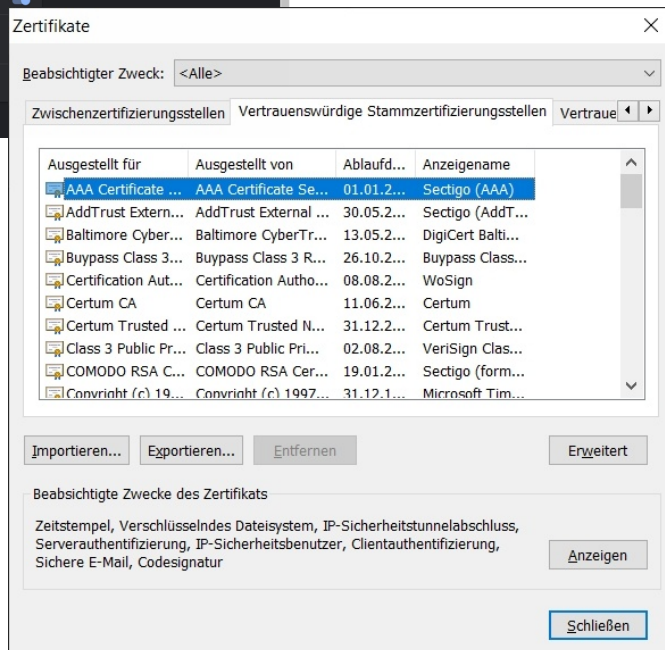 Zertifikate
Beabsichtigter Zweck: <Alle>
Zwischenzertifizierungsstellen Vertrauenswürdige Stammzertifizierungsstellen Vertraue
Ausgestellt für Ausgestellt von Ablaufd... Anzeigename
AAA Certificate ... AAA Certificate Se... 01.01.2... Sectigo (AAA)
AddTrust Extern... AddTrust External ... 30.05.2... Sectigo (AddT...
Baltimore Cyber... Baltimore CyberTr... 13.05.2... DigiCert Balti...
Buypass Class 3... Buypass Class 3 R... 26.10.2... Buypass Class...
Certification Aut... Certification Autho... 08.08.2... WoSign
Certum CA Certum CA 11.06.2... Certum
Certum Trusted ... Certum Trusted N... 31.12.2... Certum Trust...
Class 3 Public Pr... Class 3 Public Pri... 02.08.2... VeriSign Clas...
COMODO RSA C... COMODO RSA Cer... 19.01.2... Sectigo (form...
Copyright (c) 19... Copyright (c) 1997... 31.12.1... Microsoft Tim...
Importieren... Exportieren... Entfernen Erweitert
Beabsichtigte Zwecke des Zertifikats
Zeitstempel, Verschlüsselndes Dateisystem, IP-Sicherheitstunnelabschluss,
Serverauthentifizierung, IP-Sicherheitsbenutzer, Clientauthentifizierung,
Sichere E-Mail, Codesignatur
Anzeigen
Schließen